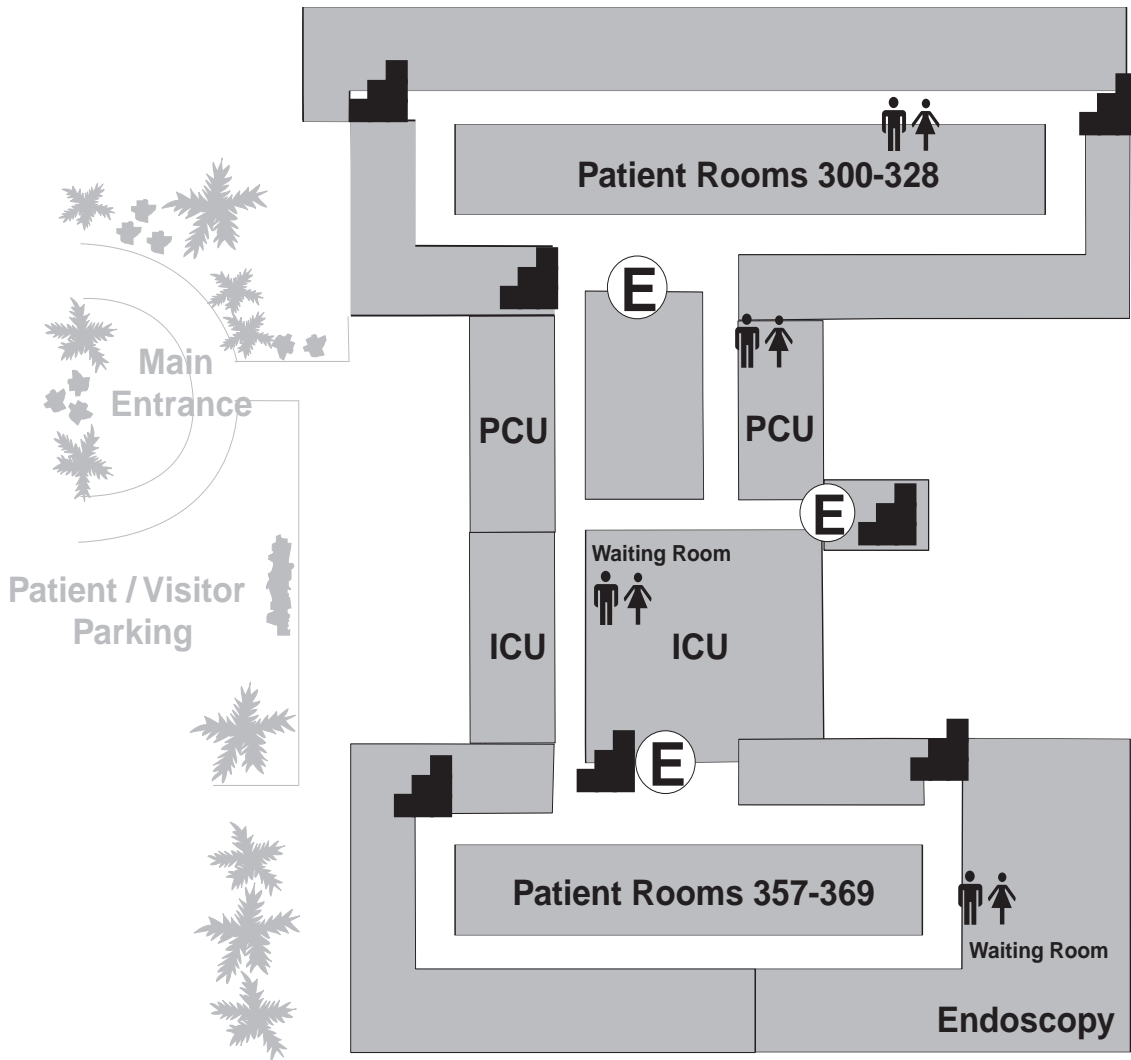 Patient Rooms 300-328
E
Main
Entrance
PCU
PCU
E
Waiting Room
Patient / Visitor
Parking
ICU
ICU
E
Patient Rooms 357-369
Waiting Room
Endoscopy